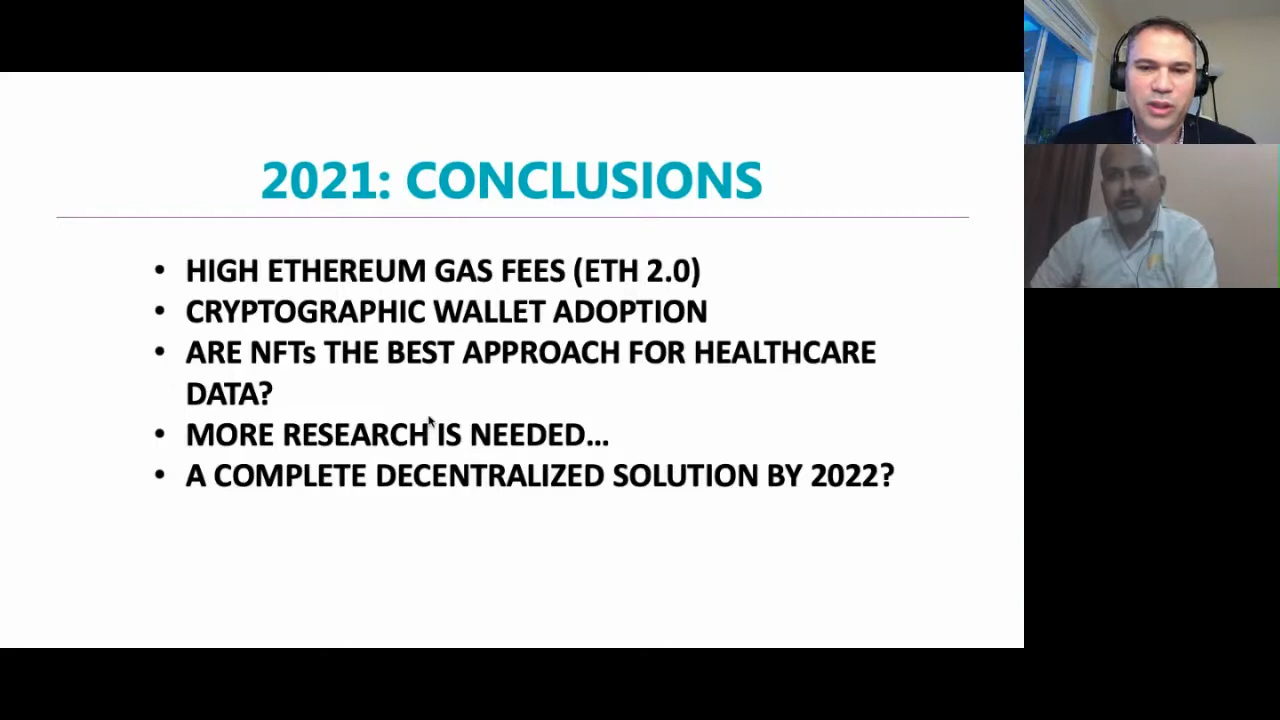 2021: CONCLUSIONS
• HIGH ETHEREUM GAS FEES (ETH 2.0)
• CRYPTOGRAPHIC WALLET ADOPTION
• ARE NFTs THE BEST APPROACH FOR HEALTHCARE
DATA?
• MORE RESEARCH IS NEEDED...
• A COMPLETE DECENTRALIZED SOLUTION BY 2022?